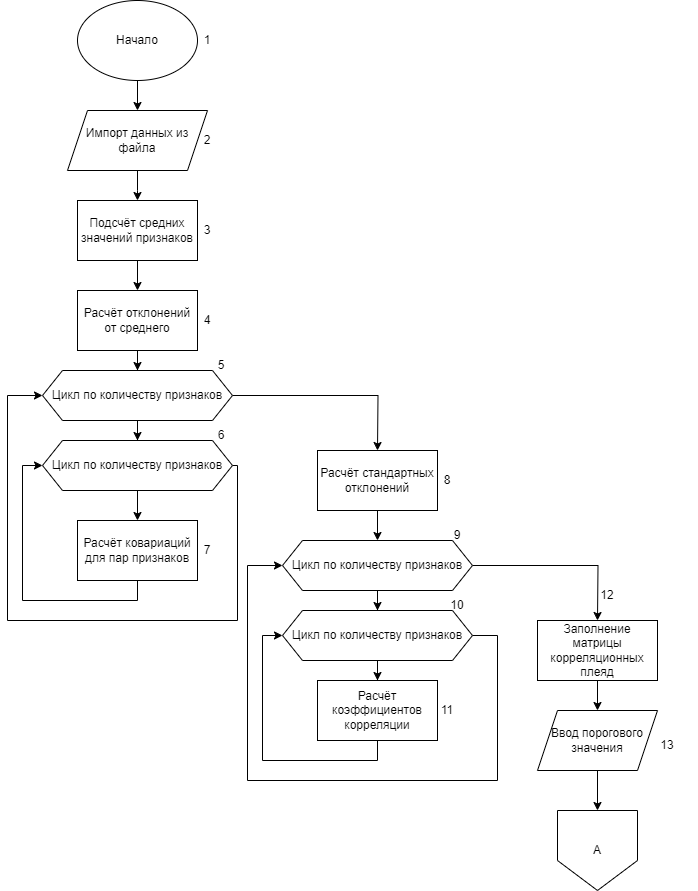 Начало
1
Импорт данных из
файла
2
Подсчёт средних
значений признаков
3
Расчёт отклонений
от среднего
4
5
Цикл по количеству признаков
6
Цикл по количеству признаков
Расчёт ковариаций
для пар признаков
7
Расчёт стандартных
отклонений
8
9
Цикл по количеству признаков
10
Цикл по количеству признаков
Расчёт
коэффициентов
корреляции
11
12
Заполнение
матрицы
корреляционных
плеяд
Ввод порогового
значения
13
А